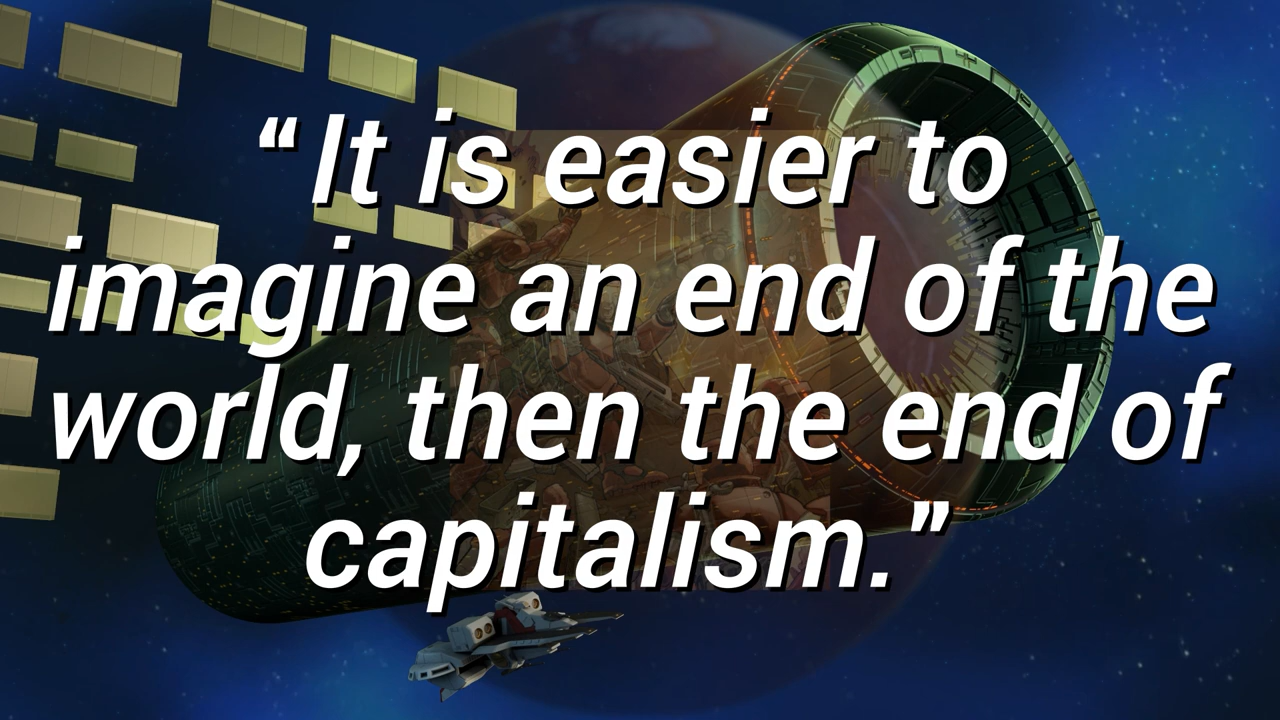 “It is easier to
imagine an end of the
world, then the end of
capitalism.”